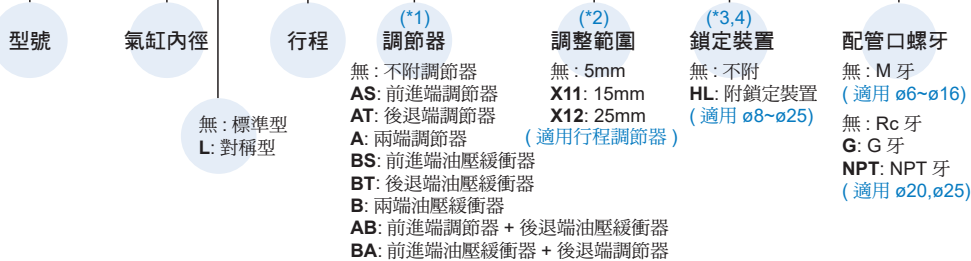 型號
氣缸內徑
無 : 標準型
L: 對稱型
行程
(*1)
調節器
無 : 不附調節器
AS: 前進端調節器
AT: 後退端調節器
A: 兩端調節器
BS: 前進端油壓緩衝器
BT: 後退端油壓緩衝器
B: 兩端油壓緩衝器
AB: 前進端調節器 + 後退端油壓緩衝器
BA: 前進端油壓緩衝器 + 後退端調節器
(*2)
調整範圍
無 : 5mm
X11: 15mm
X12: 25mm
( 適用行程調節器 )
(*3,4)
鎖定裝置
無 : 不附
HL: 附鎖定裝置
( 適用 ø8~ø25)
配管口螺牙
無 : M 牙
( 適用 ø6~ø16)
無 : Rc 牙
G: G 牙
NPT: NPT 牙
( 適用 ø20,ø25)